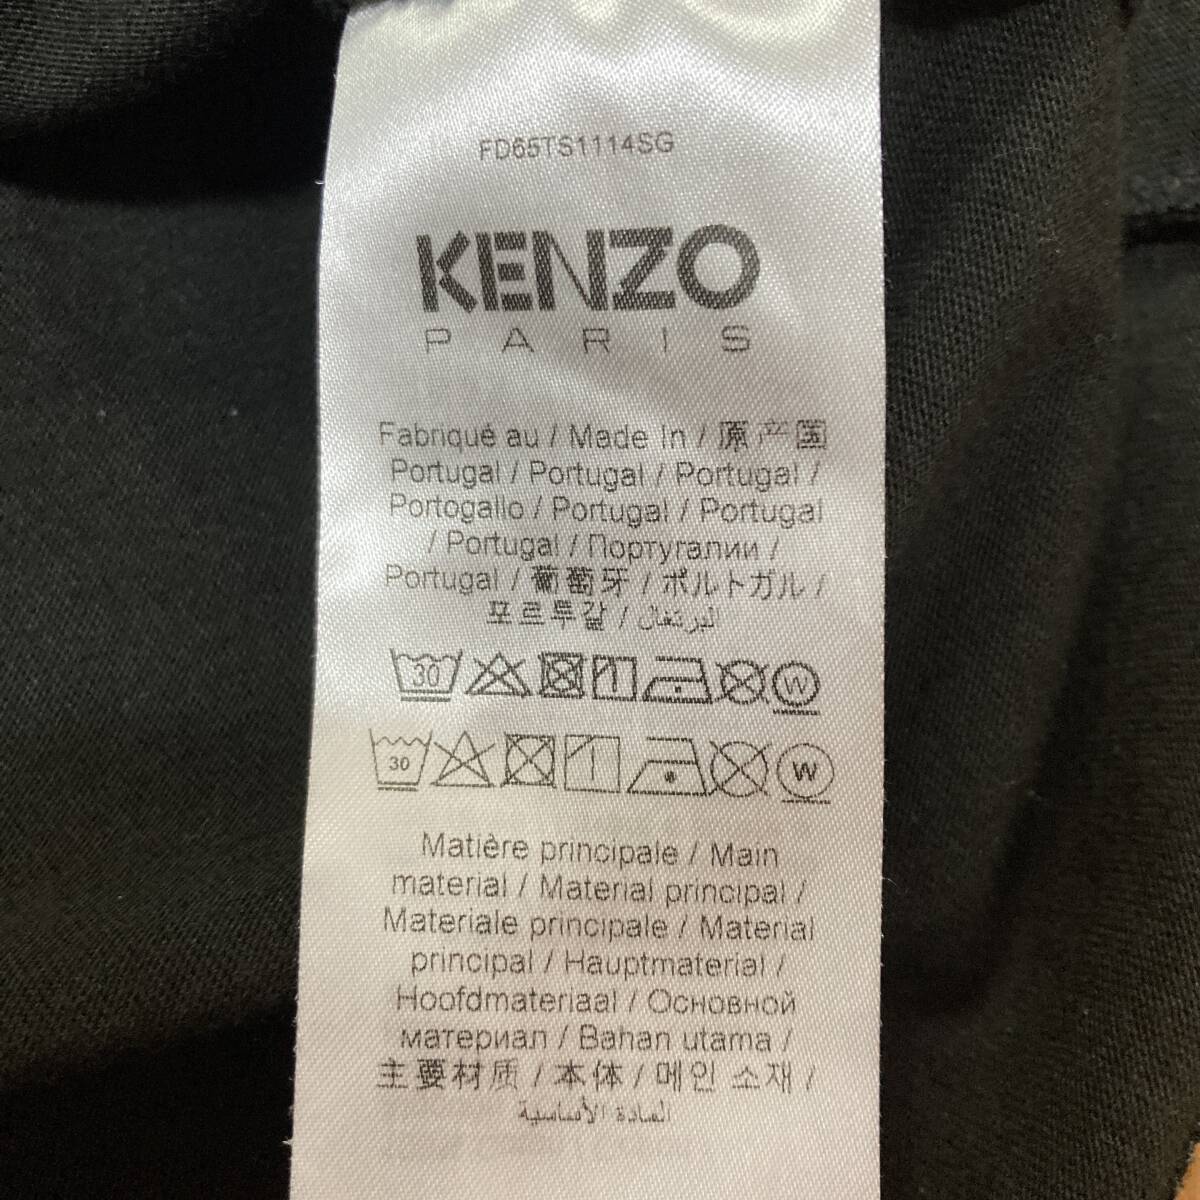 FD65TS1114SG
KENZO
PARIS
Fabriqué au / Made In / 原产国
Portugal / Portugal / Portugal /
Portogallo / Portugal / Portugal
/ Portugal / Португалии /
Portugal / 葡萄牙 / ポルトガル /
포르투갈 / البرتغال
30 W
30 W
Matière principale / Main
material / Material principal /
Materiale principale / Material
principal / Hauptmaterial /
Hoofdmateriaal / Основной
материал / Bahan utama /
主要材质 / 本体 / 메인 소재 /
المادة الأساسية